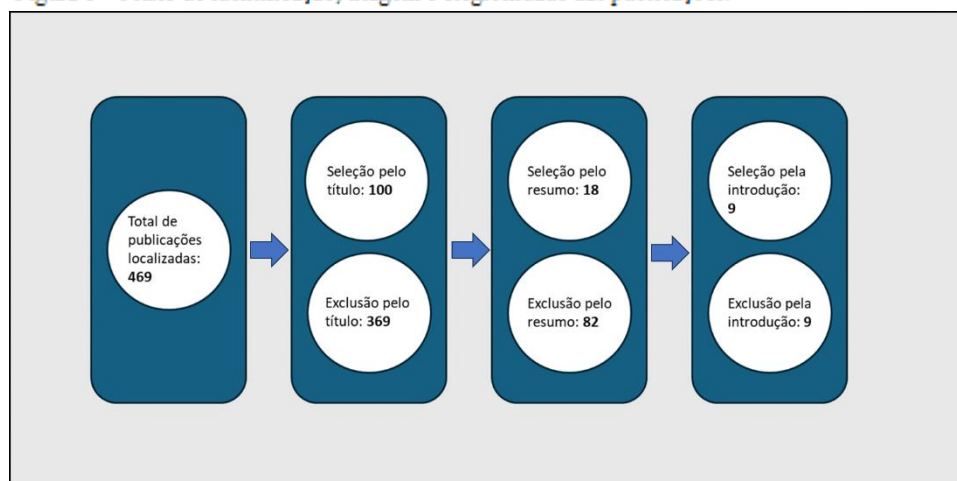 Total de
publicações
localizadas:
469
Seleção pelo
título: 100
Exclusão pelo
título: 369
Seleção pelo
resumo: 18
Exclusão pelo
resumo: 82
Seleção pela
introdução:
9
Exclusão pela
introdução: 9